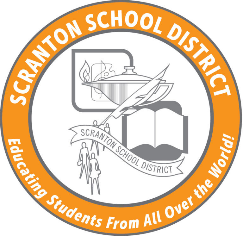 SCRANTON SCHOOL DISTRICT
SCRANTON SCHOOL DISTRICT
Educating Students From All Over the World!